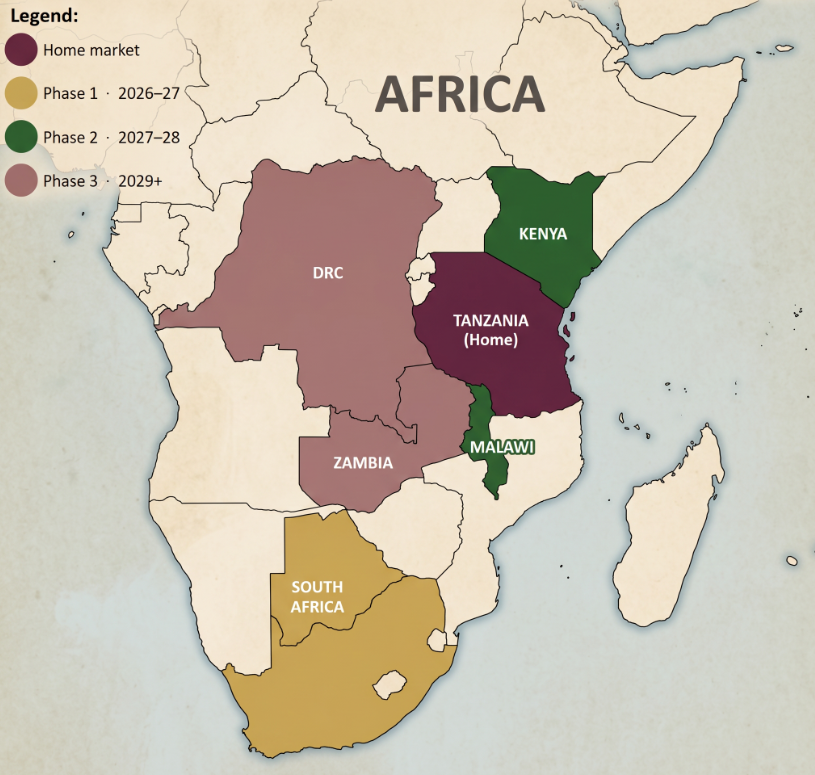 Legend:
Home market
Phase 1 · 2026–27
Phase 2 · 2027–28
Phase 3 · 2029+
AFRICA
KENYA
DRC
TANZANIA
(Home)
MALAWI
ZAMBIA
SOUTH
AFRICA